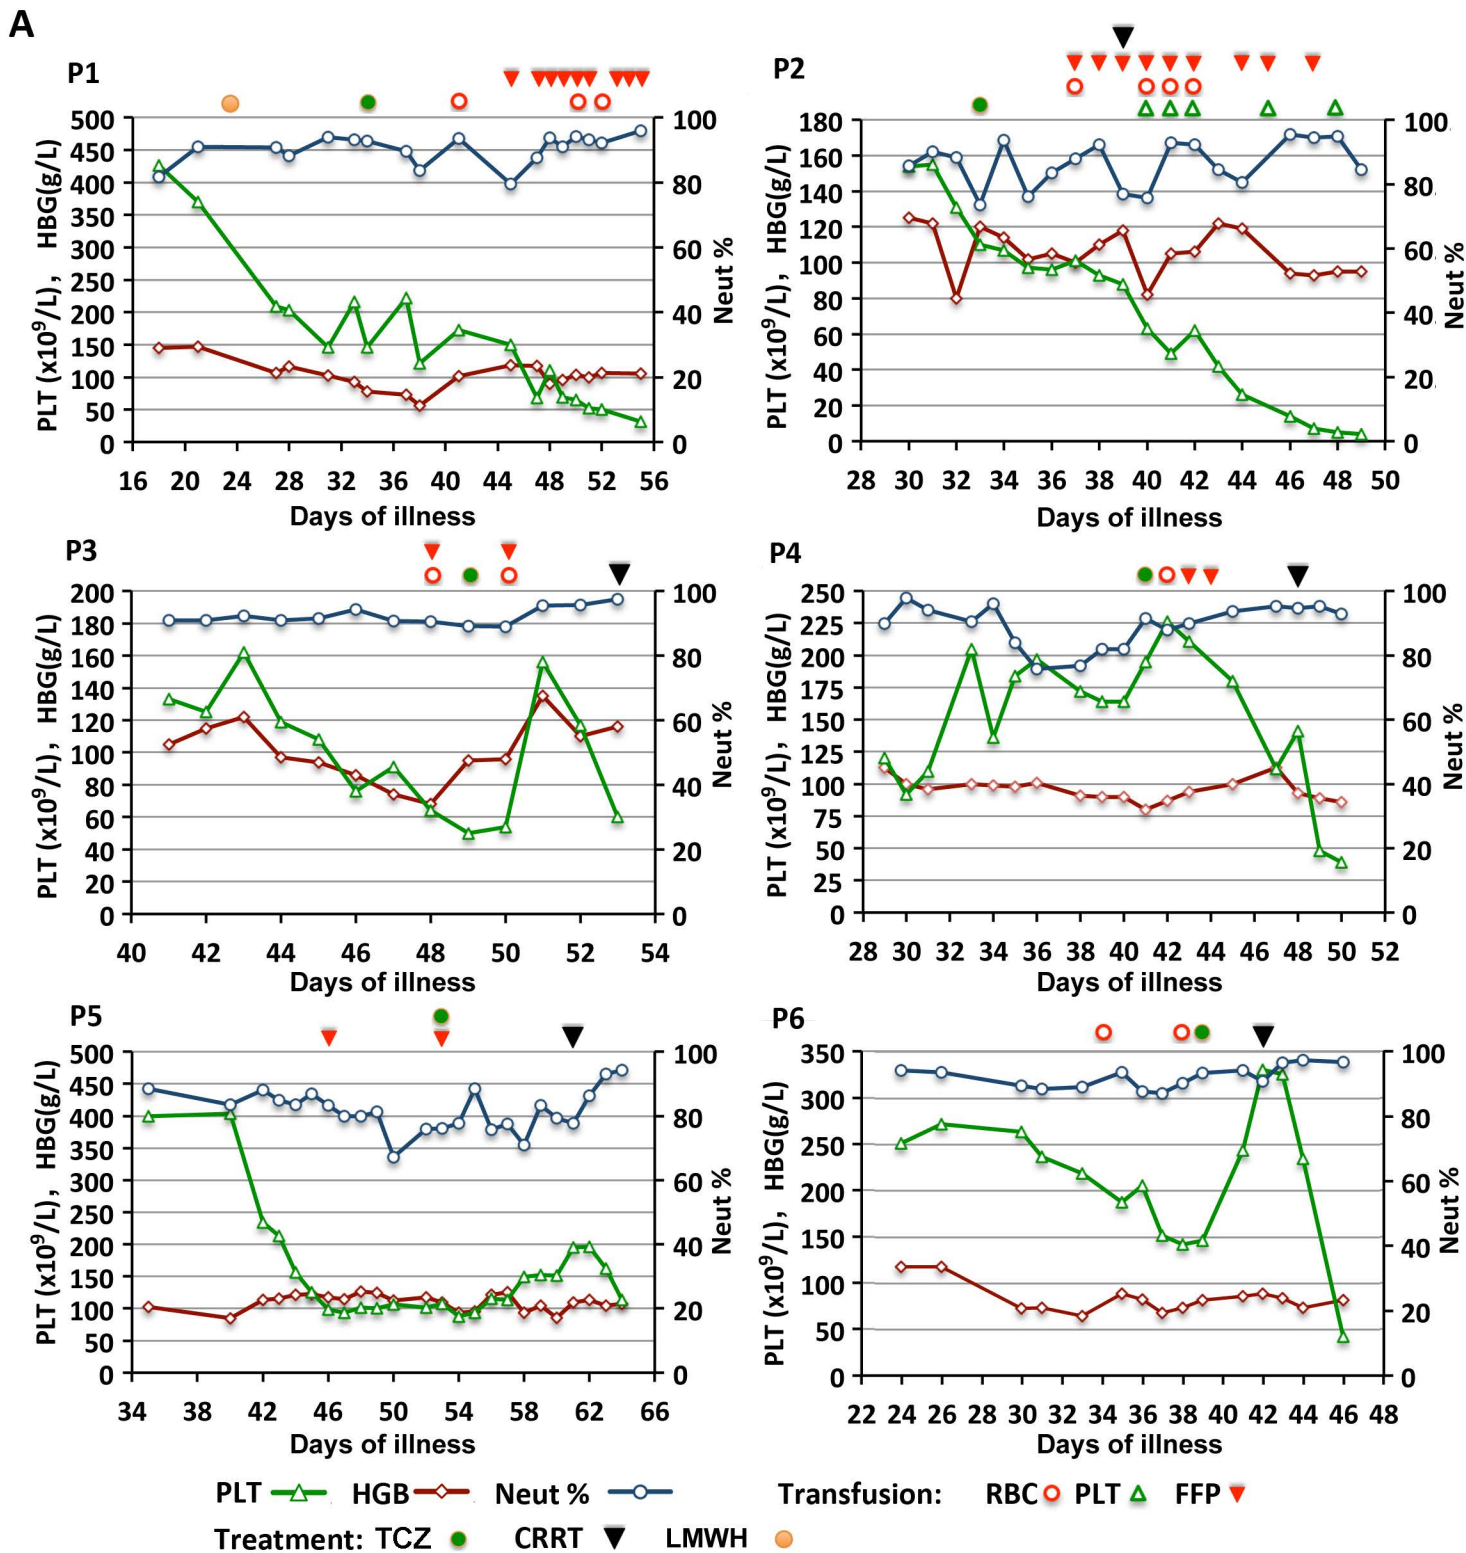 A
P1
500
450
400
350
300
250
200
150
100
50
0
100
80
60
40
20
0
PLT (x10⁹/L), HBG(g/L)
Neut %
16 20 24 28 32 36 40 44 48 52 56
Days of illness
P2
180
160
140
120
100
80
60
40
20
0
100
80
60
40
20
0
PLT (x10⁹/L), HBG(g/L)
Neut %
28 30 32 34 36 38 40 42 44 46 48 50
Days of illness
P3
200
180
160
140
120
100
80
60
40
20
0
100
80
60
40
20
0
PLT (x10⁹/L), HBG(g/L)
Neut %
40 42 44 46 48 50 52 54
Days of illness
P4
250
225
200
175
150
125
100
75
50
25
0
100
80
60
40
20
0
PLT (x10⁹/L), HBG(g/L)
Neut %
28 30 32 34 36 38 40 42 44 46 48 50 52
Days of illness
P5
500
450
400
350
300
250
200
150
100
50
0
100
80
60
40
20
0
PLT (x10⁹/L), HBG(g/L)
Neut %
34 38 42 46 50 54 58 62 66
Days of illness
P6
350
300
250
200
150
100
50
0
100
80
60
40
20
0
PLT (x10⁹/L), HBG(g/L)
Neut %
22 24 26 28 30 32 34 36 38 40 42 44 46 48
Days of illness
PLT HGB Neut % Transfusion: RBC PLT FFP
Treatment: TCZ CRRT LMWH